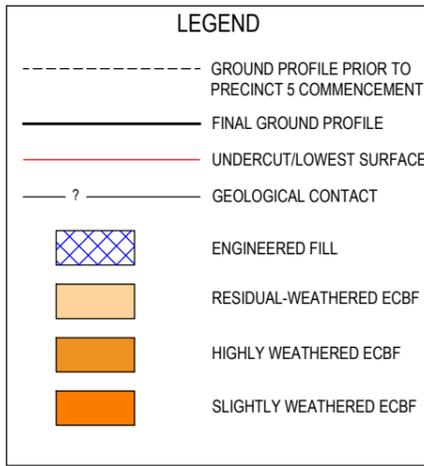 LEGEND
GROUND PROFILE PRIOR TO
PRECINCT 5 COMMENCEMENT
FINAL GROUND PROFILE
UNDERCUT/LOWEST SURFACE
? GEOLOGICAL CONTACT
ENGINEERED FILL
RESIDUAL-WEATHERED ECBF
HIGHLY WEATHERED ECBF
SLIGHTLY WEATHERED ECBF